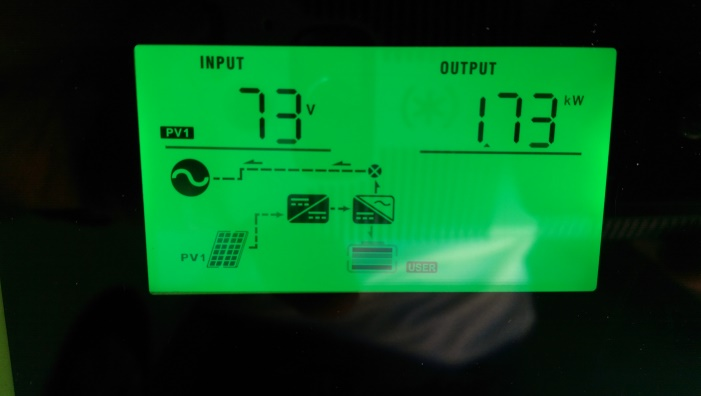 INPUT
OUTPUT
73 V
1.73 kW
PV1
PV1
USER